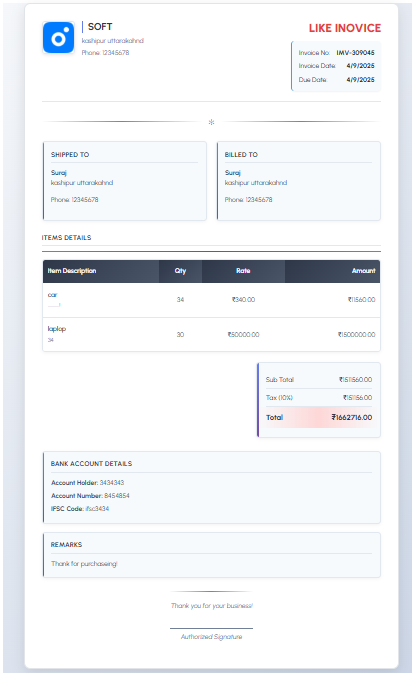 SOFT
kashipur uttarakahnd
Phone: 12345678
LIKE INOVICE
Invoice No: IMV-309045
Invoice Date: 4/9/2025
Due Date: 4/9/2025
SHIPPED TO
Suraj
kashipur uttarakahnd
Phone: 12345678
BILLED TO
Suraj
kashipur uttarakahnd
Phone: 12345678
ITEMS DETAILS
Item Description Qty Rate Amount
car 34 ₹340.00 ₹11560.00
laplop 30 ₹50000.00 ₹1500000.00
34
Sub Total ₹1511560.00
Tax (10%) ₹151156.00
Total ₹1662716.00
BANK ACCOUNT DETAILS
Account Holder: 3434343
Account Number: 8454854
IFSC Code: ifsc3434
REMARKS
Thank for purchaseng!
Thank you for your business!
Authorized Signature